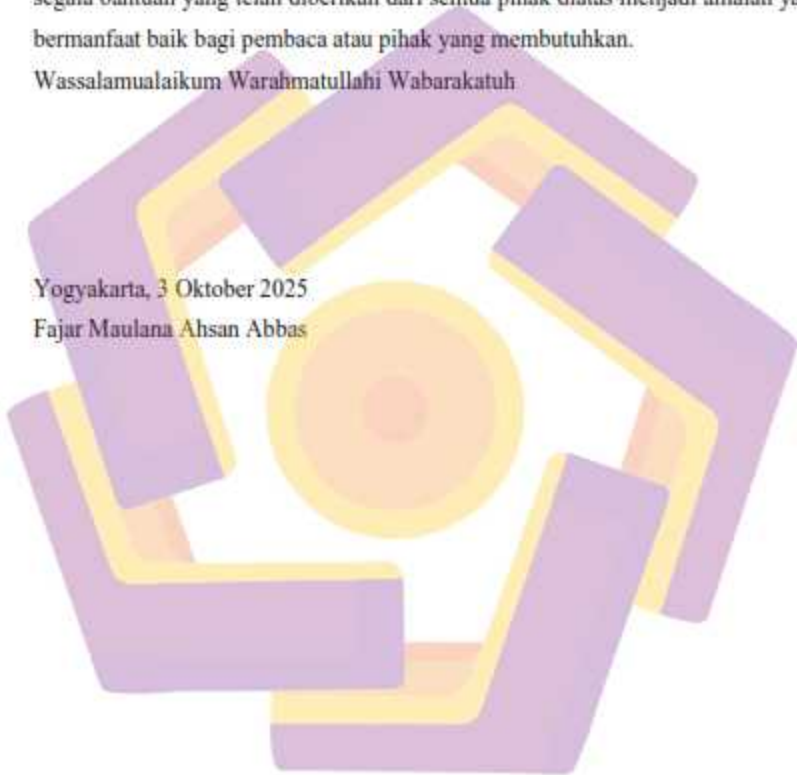 segala bantuan yang telah diberikan dari semua pihak diatas menjadi amalan
bermanfaat baik bagi pembaca atau pihak yang membutuhkan.
Wassalamualaikum Warahmatullahi Wabarakatuh
Yogyakarta, 3 Oktober 2025
Fajar Maulana Ahsan Abbas